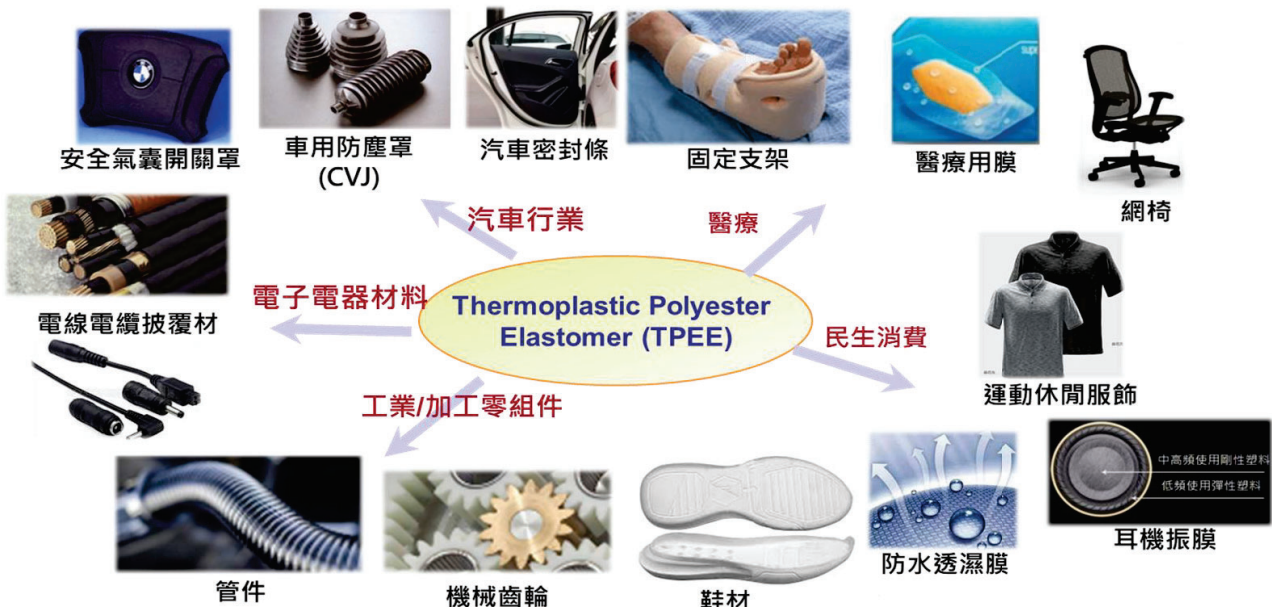 安全氣囊開關罩
車用防塵罩
(CVJ)
汽車密封條
固定支架
醫療用膜
網椅
汽車行業
醫療
電線電纜披覆材
電子電器材料
Thermoplastic Polyester
Elastomer (TPEE)
民生消費
運動休閒服飾
工業/加工零組件
中高頻使用剛性塑料
低頻使用彈性塑料
管件
機械齒輪
鞋材
防水透濕膜
耳機振膜